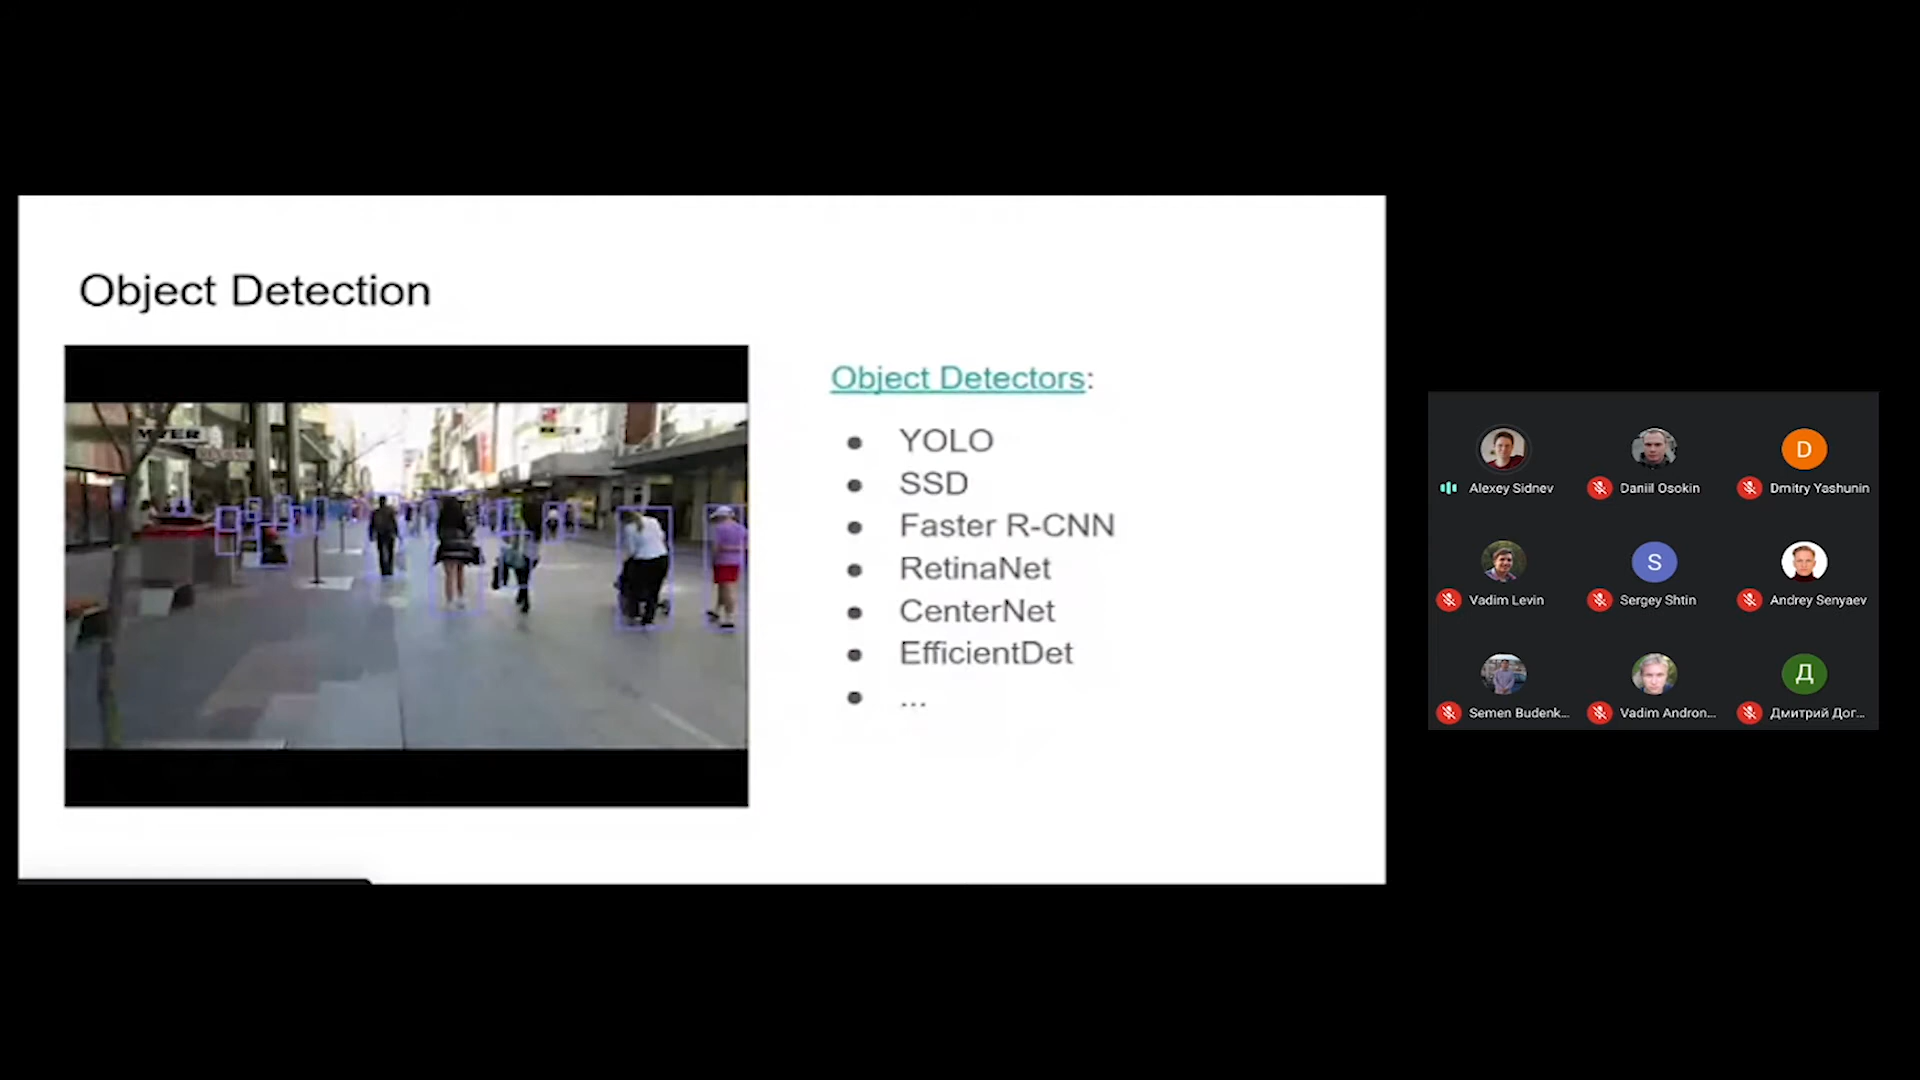 Object Detection
MYER
Object Detectors:
● YOLO
● SSD
● Faster R-CNN
● RetinaNet
● CenterNet
● EfficientDet
● ...
Alexey Sidnev
Daniil Osokin
D
Dmitry Yashunin
Vadim Levin
S
Sergey Shtin
Andrey Senyaev
Semen Budenk...
Vadim Andron...
Д
Дмитрий Дог...